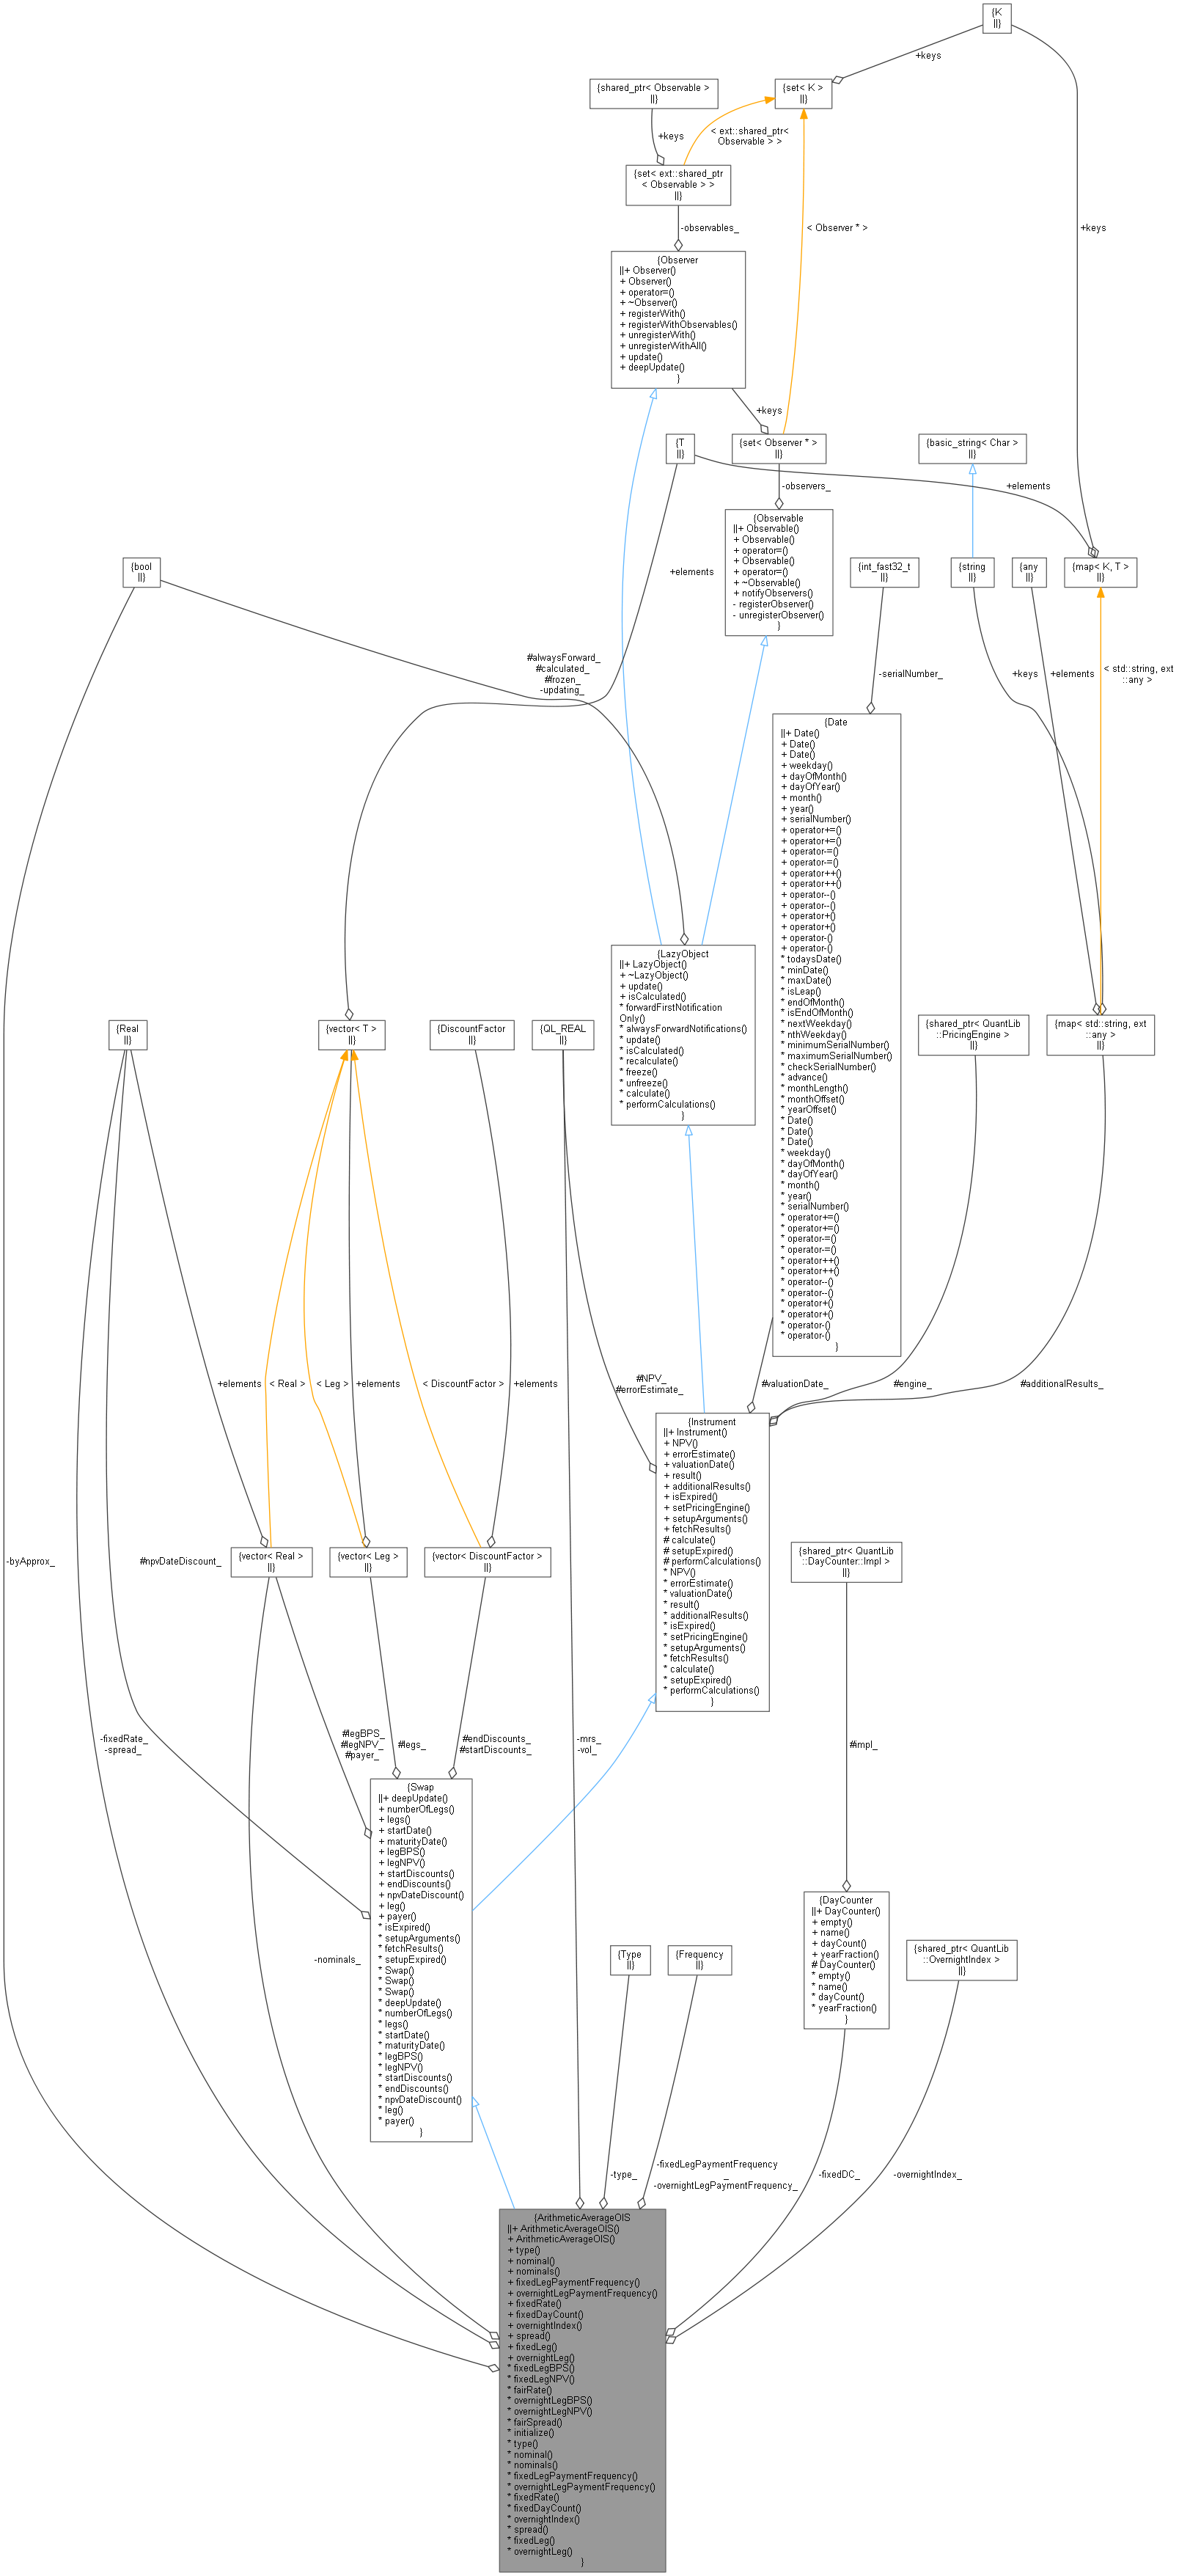 {K
||}
+keys
{shared_ptr< Observable >
||}
{set< K >
||}
+keys
< ext::shared_ptr<
Observable > >
{set< ext::shared_ptr
< Observable > >
||}
-observables_
< Observer * >
+keys
{Observer
||+ Observer()
+ Observer()
+ operator=()
+ ~Observer()
+ registerWith()
+ registerWithObservables()
+ unregisterWith()
+ unregisterWithAll()
+ update()
+ deepUpdate()
}
+keys
{T
||}
{set< Observer * >
||}
{basic_string< Char >
||}
-observers_
+elements
{Observable
||+ Observable()
+ Observable()
+ operator=()
+ Observable()
+ operator=()
+ ~Observable()
+ notifyObservers()
- registerObserver()
- unregisterObserver()
}
{bool
||}
{int_fast32_t
||}
{string
||}
{any
||}
{map< K, T >
||}
+elements
#alwaysForward_
#calculated_
#frozen_
-updating_
-serialNumber_
+keys
+elements
< std::string, ext
::any >
{Date
||+ Date()
+ Date()
+ Date()
+ weekday()
+ dayOfMonth()
+ dayOfYear()
+ month()
+ year()
+ serialNumber()
+ operator+=()
+ operator+=()
+ operator-=()
+ operator-=()
+ operator++()
+ operator++()
+ operator--()
+ operator--()
+ operator+()
+ operator+()
+ operator-()
+ operator-()
* todaysDate()
* minDate()
* maxDate()
* isLeap()
* endOfMonth()
* isEndOfMonth()
* nextWeekday()
* nthWeekday()
* minimumSerialNumber()
* maximumSerialNumber()
* checkSerialNumber()
* advance()
* monthLength()
* monthOffset()
* yearOffset()
* Date()
* Date()
* Date()
* weekday()
* dayOfMonth()
* dayOfYear()
* month()
* year()
* serialNumber()
* operator+=()
* operator+=()
* operator-=()
* operator-=()
* operator++()
* operator++()
* operator--()
* operator--()
* operator+()
* operator+()
* operator-()
* operator-()
}
{LazyObject
||+ LazyObject()
+ ~LazyObject()
+ update()
+ isCalculated()
* forwardFirstNotification
Only()
* alwaysForwardNotifications()
* update()
* isCalculated()
* recalculate()
* freeze()
* unfreeze()
* calculate()
* performCalculations()
}
{Real
||}
{vector< T >
||}
{DiscountFactor
||}
{QL_REAL
||}
{shared_ptr< QuantLib
::PricingEngine >
||}
{map< std::string, ext
::any >
||}
+elements
< Real >
< Leg >
+elements
< DiscountFactor >
+elements
#NPV_
#errorEstimate_
#valuationDate_
#engine_
#additionalResults_
{Instrument
||+ Instrument()
+ NPV()
+ errorEstimate()
+ valuationDate()
+ result()
+ additionalResults()
+ isExpired()
+ setPricingEngine()
+ setupArguments()
+ fetchResults()
# calculate()
# setupExpired()
# performCalculations()
* NPV()
* errorEstimate()
* valuationDate()
* result()
* additionalResults()
* isExpired()
* setPricingEngine()
* setupArguments()
* fetchResults()
* calculate()
* setupExpired()
* performCalculations()
}
-byApprox_
#npvDateDiscount_
{vector< Real >
||}
{vector< Leg >
||}
{vector< DiscountFactor >
||}
{shared_ptr< QuantLib
::DayCounter::Impl >
||}
-fixedRate_
-spread_
#legBPS_
#legNPV_
#payer_
#legs_
#endDiscounts_
#startDiscounts_
-mrs_
-vol_
#impl_
{Swap
||+ deepUpdate()
+ numberOfLegs()
+ legs()
+ startDate()
+ maturityDate()
+ legBPS()
+ legNPV()
+ startDiscounts()
+ endDiscounts()
+ npvDateDiscount()
+ leg()
+ payer()
* isExpired()
* setupArguments()
* fetchResults()
* setupExpired()
* Swap()
* Swap()
* Swap()
* deepUpdate()
* numberOfLegs()
* legs()
* startDate()
* maturityDate()
* legBPS()
* legNPV()
* startDiscounts()
* endDiscounts()
* npvDateDiscount()
* leg()
* payer()
}
-nominals_
{Type
||}
{Frequency
||}
{DayCounter
||+ DayCounter()
+ empty()
+ name()
+ dayCount()
+ yearFraction()
# DayCounter()
* empty()
* name()
* dayCount()
* yearFraction()
}
{shared_ptr< QuantLib
::OvernightIndex >
||}
-type_
-fixedLegPaymentFrequency
_
-overnightLegPaymentFrequency_
-fixedDC_
-overnightIndex_
{ArithmeticAverageOIS
||+ ArithmeticAverageOIS()
+ ArithmeticAverageOIS()
+ type()
+ nominal()
+ nominals()
+ fixedLegPaymentFrequency()
+ overnightLegPaymentFrequency()
+ fixedRate()
+ fixedDayCount()
+ overnightIndex()
+ spread()
+ fixedLeg()
+ overnightLeg()
* fixedLegBPS()
* fixedLegNPV()
* fairRate()
* overnightLegBPS()
* overnightLegNPV()
* fairSpread()
* initialize()
* type()
* nominal()
* nominals()
* fixedLegPaymentFrequency()
* overnightLegPaymentFrequency()
* fixedRate()
* fixedDayCount()
* overnightIndex()
* spread()
* fixedLeg()
* overnightLeg()
}